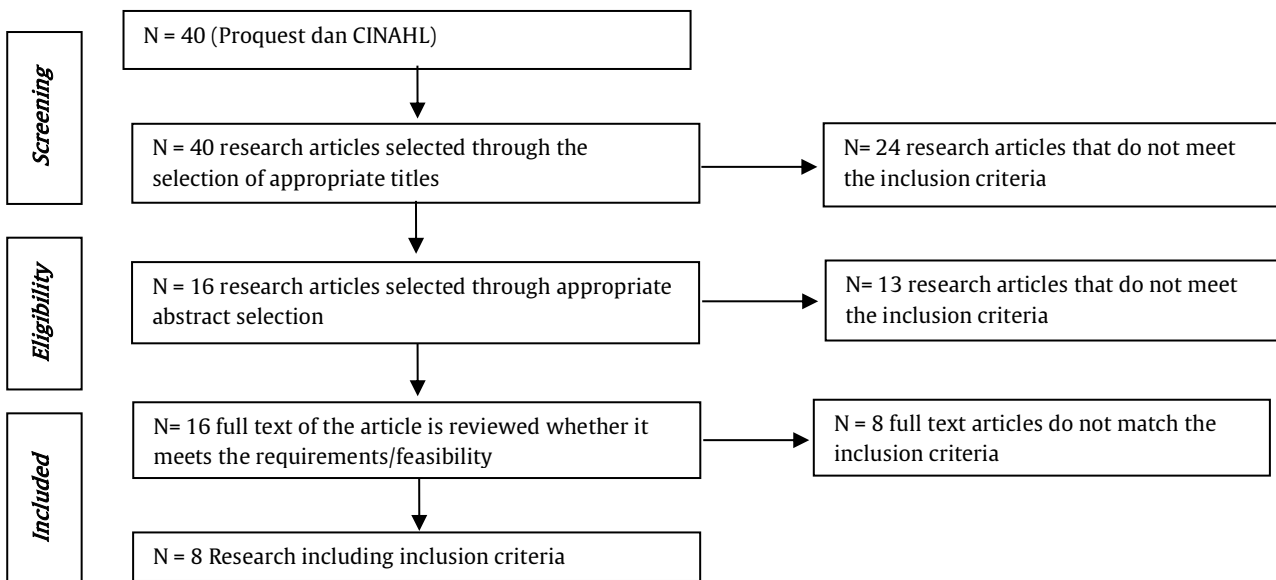 Screening
N = 40 (Proquest dan CINAHL)
N = 40 research articles selected through the
selection of appropriate titles
N= 24 research articles that do not meet
the inclusion criteria
Eligibility
N = 16 research articles selected through appropriate
abstract selection
N= 13 research articles that do not meet
the inclusion criteria
Included
N= 16 full text of the article is reviewed whether it
meets the requirements/feasibility
N = 8 full text articles do not match the
inclusion criteria
N = 8 Research including inclusion criteria